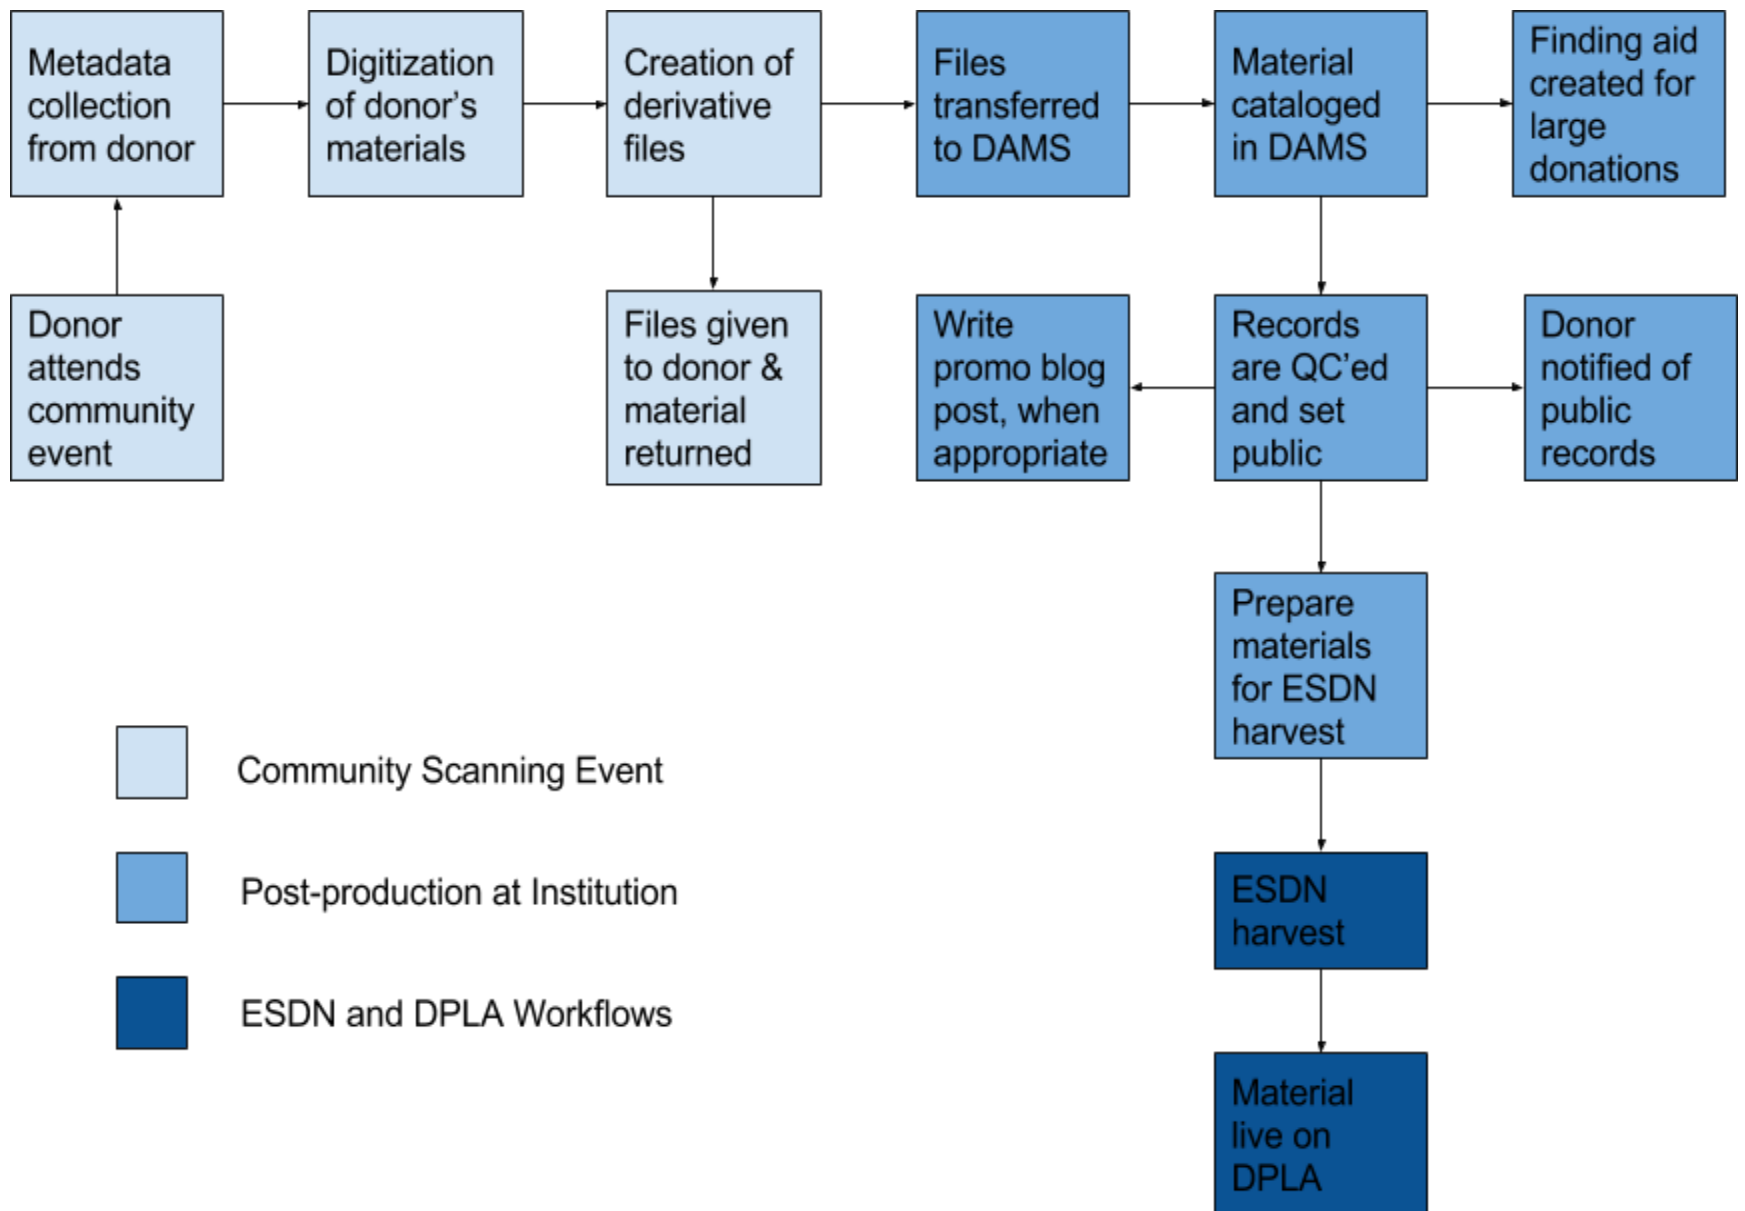 Metadata
collection
from donor
Digitization
of donor's
materials
Creation of
derivative
files
Files
transferred
to DAMS
Material
cataloged
in DAMS
Finding aid
created for
large
donations
Donor
attends
community
event
Files given
to donor &
material
returned
Write
promo blog
post, when
appropriate
Records
are QC'ed
and set
public
Donor
notified of
public
records
Prepare
materials
for ESDN
harvest
Community Scanning Event
Post-production at Institution
ESDN and DPLA Workflows
ESDN
harvest
Material
live on
DPLA